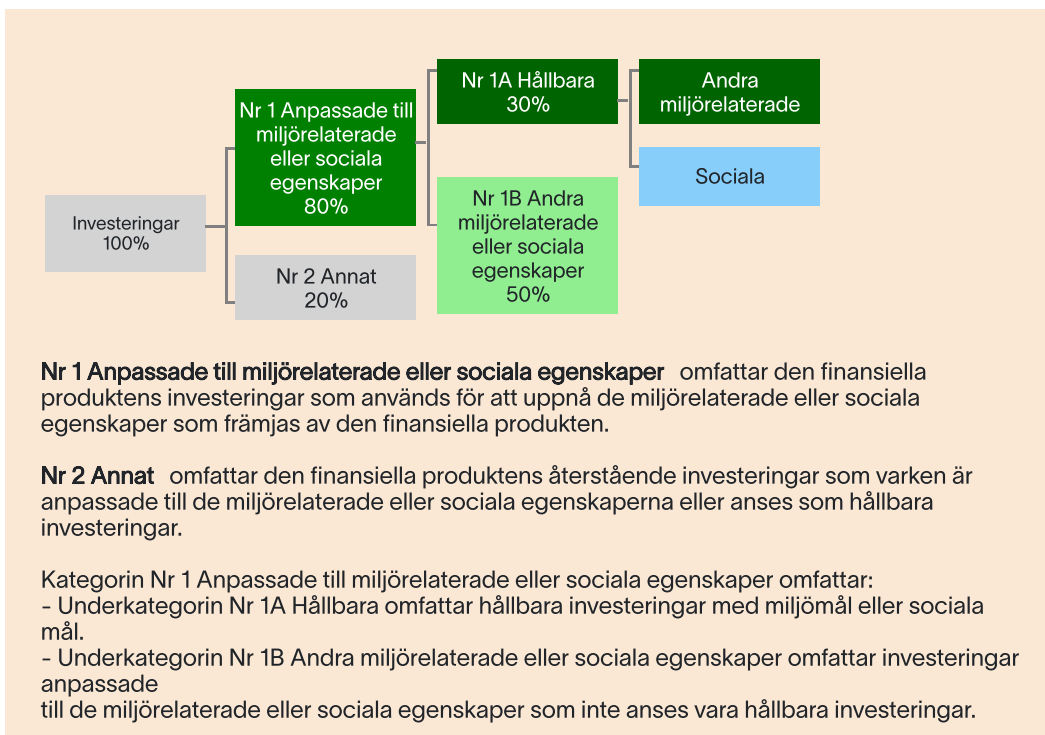 Investeringar
100%
Nr 1 Anpassade till
miljörelaterade
eller sociala
egenskaper
80%
Nr 2 Annat
20%
Nr 1A Hållbara
30%
Nr 1B Andra
miljörelaterade
eller sociala
egenskaper
50%
Andra
miljörelaterade
Sociala
Nr 1 Anpassade till miljörelaterade eller sociala egenskaper omfattar den finansiella
produktens investeringar som används för att uppnå de miljörelaterade eller sociala
egenskaper som främjas av den finansiella produkten.
Nr 2 Annat omfattar den finansiella produktens återstående investeringar som varken är
anpassade till de miljörelaterade eller sociala egenskaperna eller anses som hållbara
investeringar.
Kategorin Nr 1 Anpassade till miljörelaterade eller sociala egenskaper omfattar:
- Underkategorin Nr 1A Hållbara omfattar hållbara investeringar med miljömål eller sociala
mål.
- Underkategorin Nr 1B Andra miljörelaterade eller sociala egenskaper omfattar investeringar
anpassade
till de miljörelaterade eller sociala egenskaper som inte anses vara hållbara investeringar.